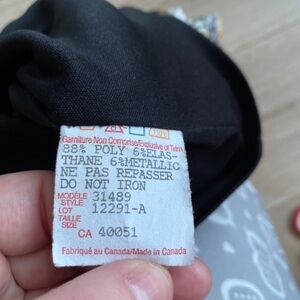 Garniture Non Comprise/Exclusive of Trim
88% POLY 6%ELAS-
THANE 6%METALLIC
NE PAS REPASSER
DO NOT IRON
MODÈLE STYLE 31489
LOT 12291-A
TAILLE SIZE
CA 40051
Fabriqué au Canada/Made in Canada